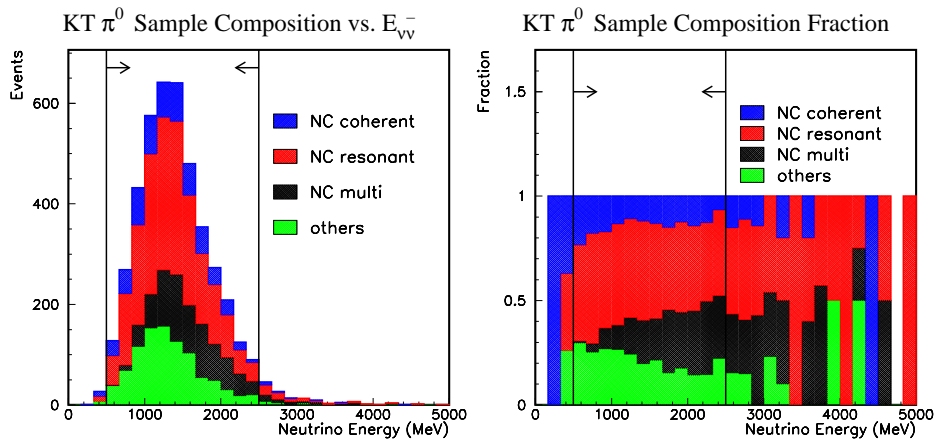 KT π⁰ Sample Composition vs. E_νν̄
Events
600
400
200
0
NC coherent
NC resonant
NC multi
others
0 1000 2000 3000 4000 5000
Neutrino Energy (MeV)
KT π⁰ Sample Composition Fraction
Fraction
1.5
1
0.5
0
NC coherent
NC resonant
NC multi
others
0 1000 2000 3000 4000 5000
Neutrino Energy (MeV)